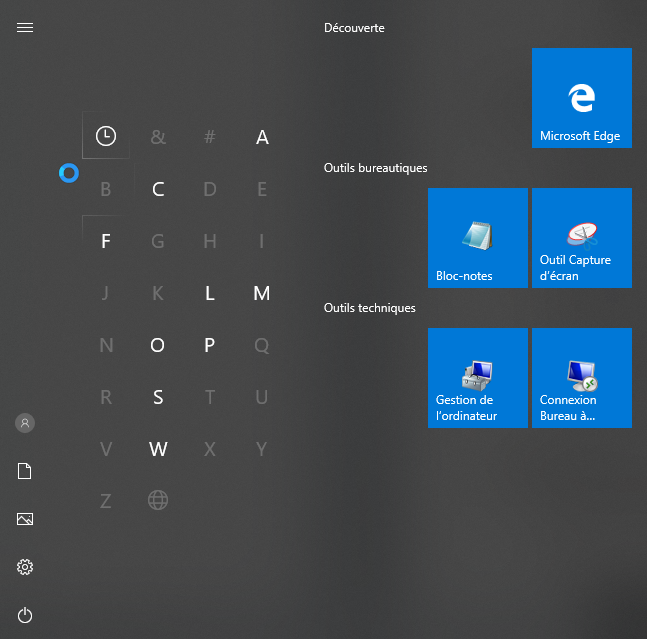 Découverte
& # A
B C D E
F G H I
J K L M
N O P Q
R S T U
V W X Y
Z
Microsoft Edge
Outils bureautiques
Bloc-notes
Outil Capture
d'écran
Outils techniques
Gestion de
l'ordinateur
Connexion
Bureau à...